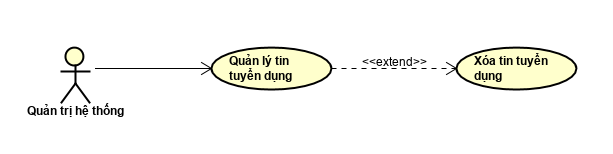 Quản lý tin
tuyển dụng
<<extend>>
Xóa tin tuyển
dụng
Quản trị hệ thống